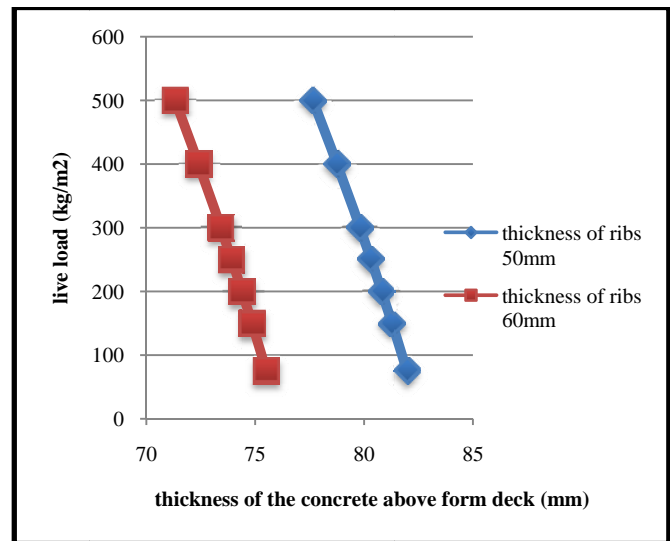 600
500
400
300
200
100
0
live load (kg/m2)
70 75 80 85
thickness of the concrete above form deck (mm)
thickness of ribs
50mm
thickness of ribs
60mm